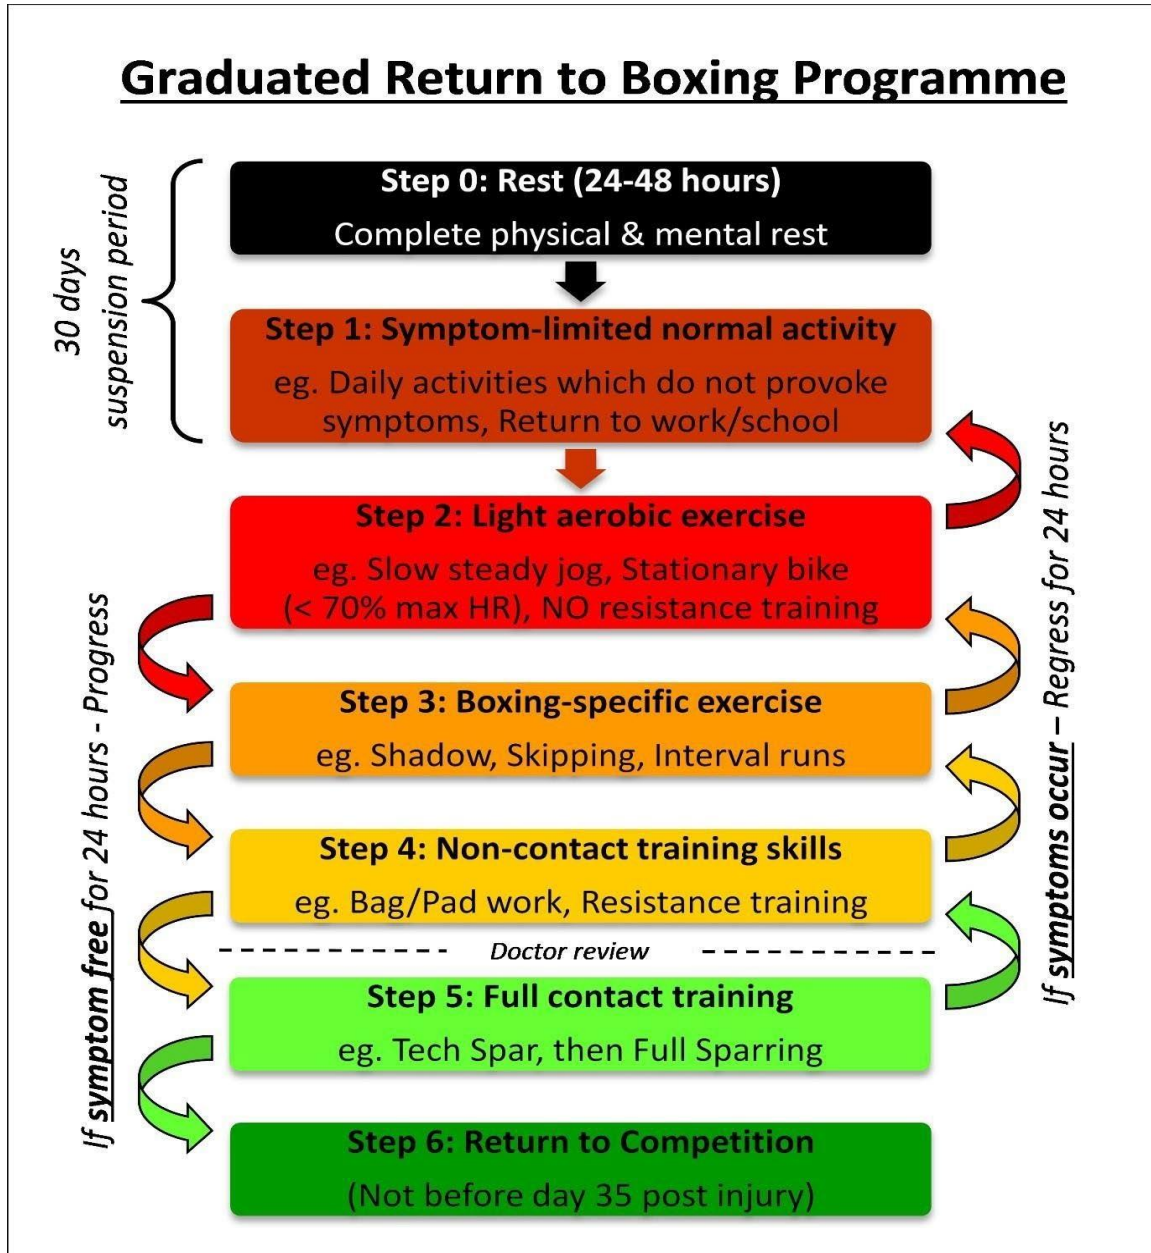 Graduated Return to Boxing Programme
30 days
suspension period
Step 0: Rest (24-48 hours)
Complete physical & mental rest
Step 1: Symptom-limited normal activity
eg. Daily activities which do not provoke
symptoms, Return to work/school
Step 2: Light aerobic exercise
eg. Slow steady jog, Stationary bike
(< 70% max HR), NO resistance training
Step 3: Boxing-specific exercise
eg. Shadow, Skipping, Interval runs
Step 4: Non-contact training skills
eg. Bag/Pad work, Resistance training
Doctor review
Step 5: Full contact training
eg. Tech Spar, then Full Sparring
Step 6: Return to Competition
(Not before day 35 post injury)
If symptom free for 24 hours - Progress
If symptoms occur – Regress for 24 hours